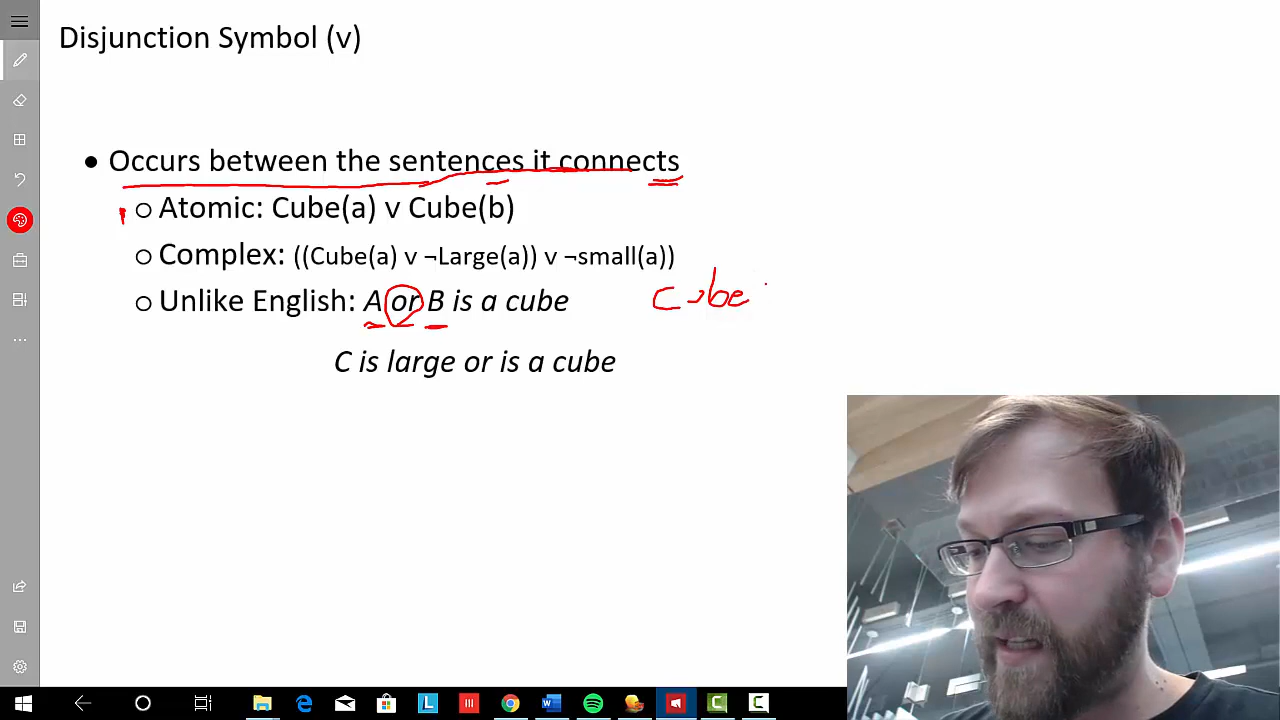 Disjunction Symbol (v)
• Occurs between the sentences it connects
o Atomic: Cube(a) v Cube(b)
o Complex: ((Cube(a) v ¬Large(a)) v ¬small(a))
o Unlike English: A or B is a cube Cube
C is large or is a cube